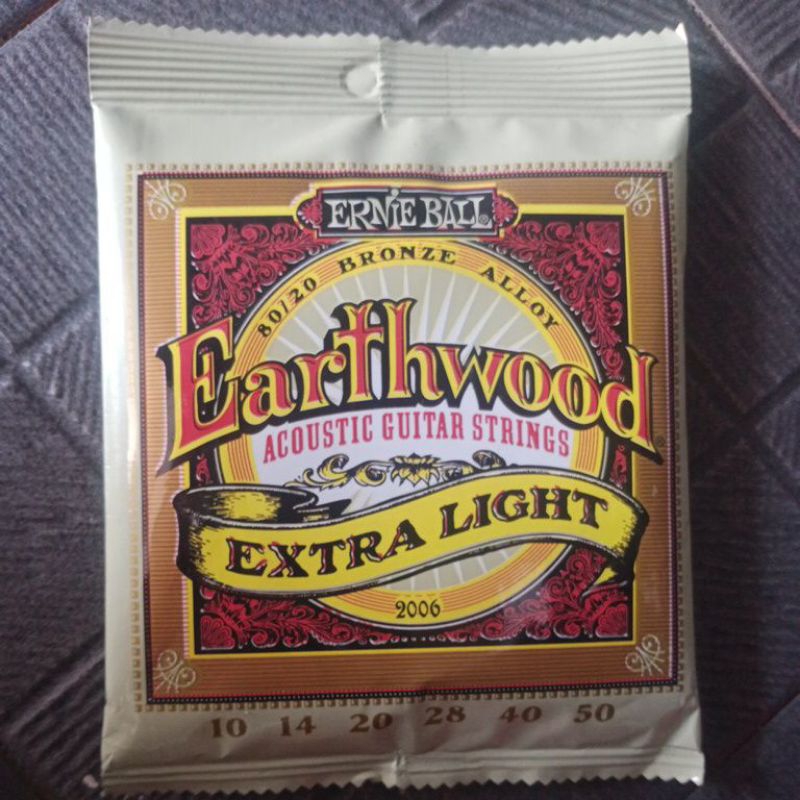 ERNIE BALL®
80/20 BRONZE ALLOY
Earthwood®
ACOUSTIC GUITAR STRINGS
EXTRA LIGHT
2006
10 14 20 28 40 50